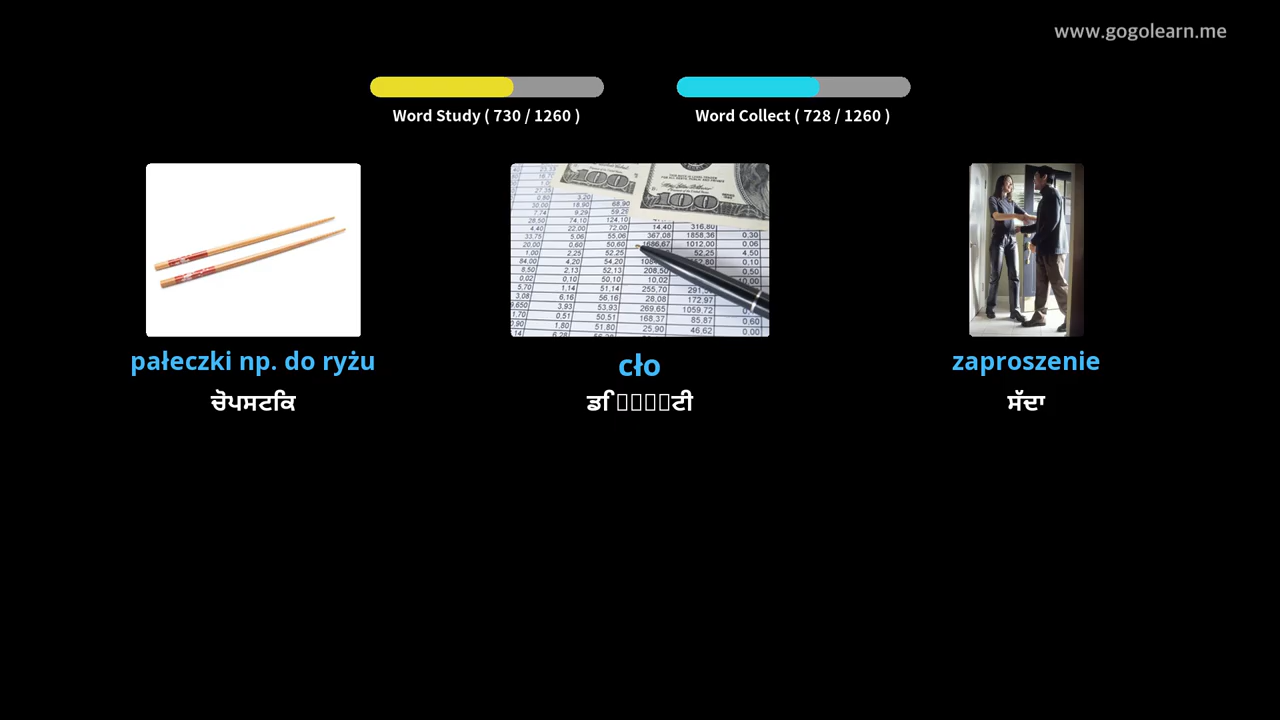 www.gogolearn.me
Word Study ( 730 / 1260 )
Word Collect ( 728 / 1260 )
pałeczki np. do ryżu
cło
zaproszenie
ਚੋਪਸਟਕਿ
ਸੱਦਾ